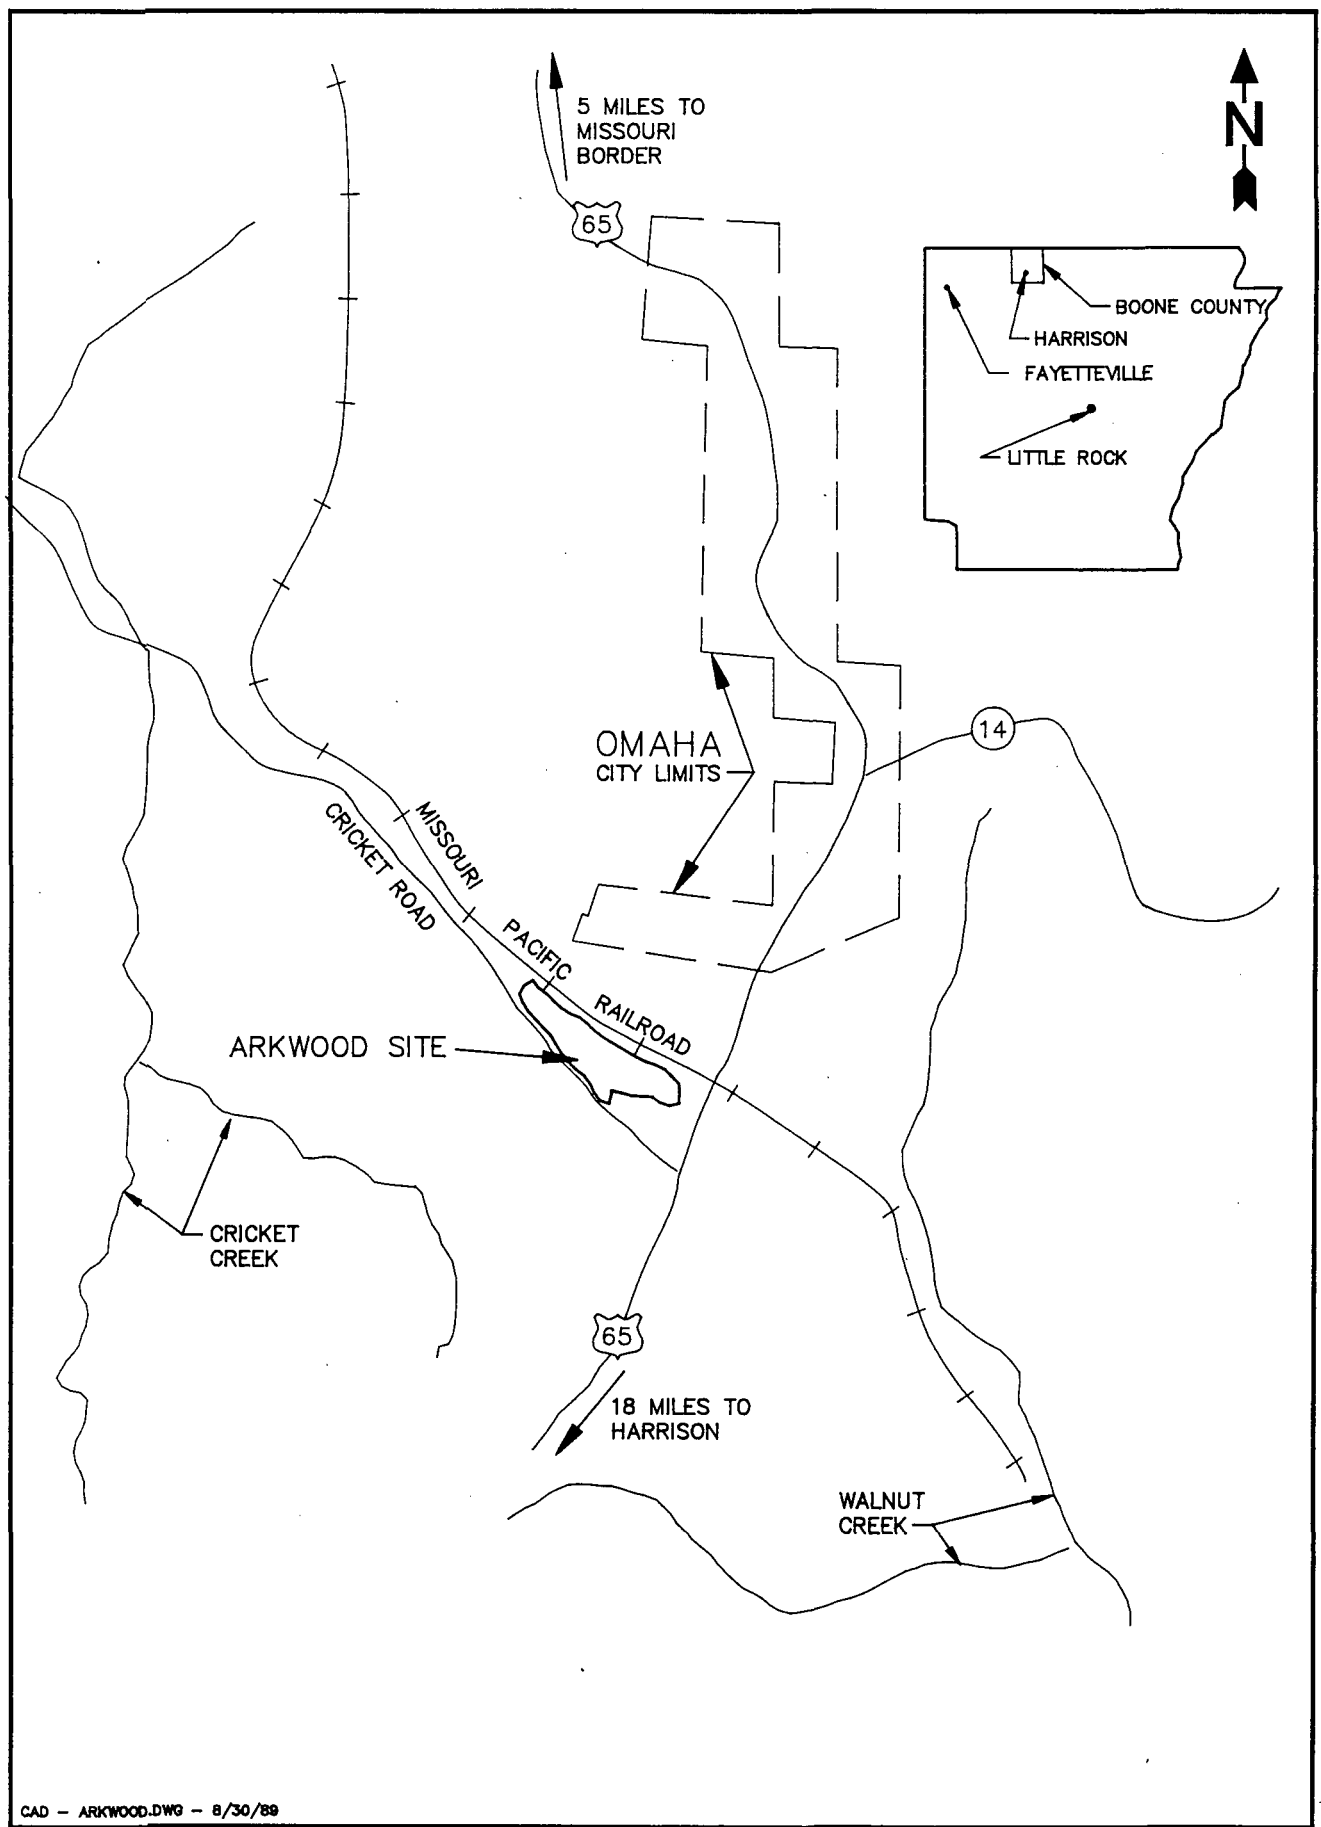 5 MILES TO
MISSOURI
BORDER
N
65
BOONE COUNTY
HARRISON
FAYETTEVILLE
LITTLE ROCK
14
OMAHA
CITY LIMITS
MISSOURI
PACIFIC
RAILROAD
CRICKET ROAD
ARKWOOD SITE
CRICKET
CREEK
65
18 MILES TO
HARRISON
WALNUT
CREEK
CAD - ARKWOOD.DWG - 8/30/89